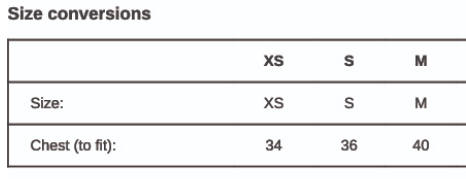 Size conversions
XS S M
Size: XS S M
Chest (to fit): 34 36 40